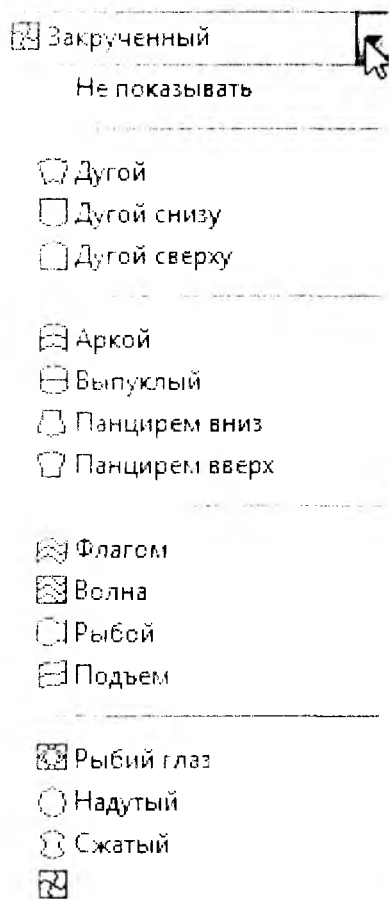 Закрученный
Не показывать
Дугой
Дугой снизу
Дугой сверху
Аркой
Выпуклый
Панцирем вниз
Панцирем вверх
Флагом
Волна
Рыбой
Подъем
Рыбий глаз
Надутый
Сжатый